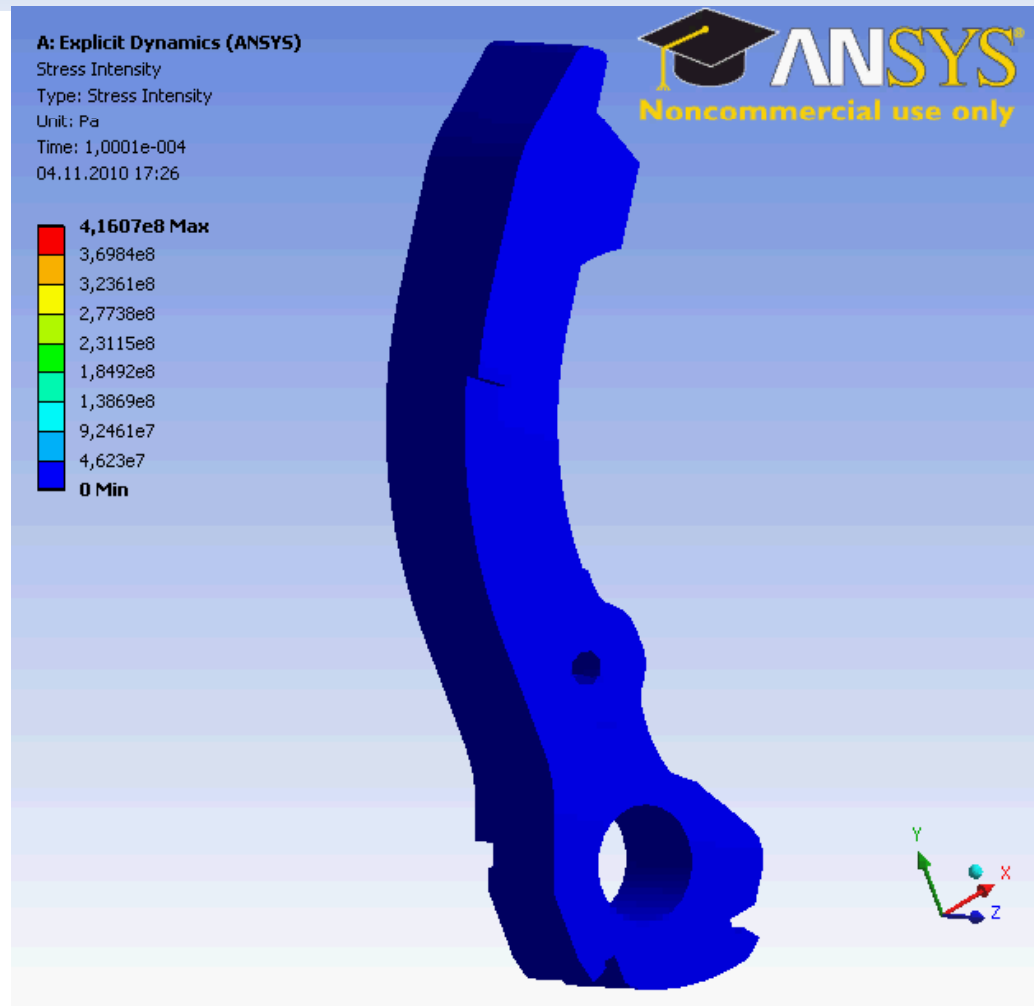 A: Explicit Dynamics (ANSYS)
Stress Intensity
Type: Stress Intensity
Unit: Pa
Time: 1,0001e-004
04.11.2010 17:26
4,1607e8 Max
3,6984e8
3,2361e8
2,7738e8
2,3115e8
1,8492e8
1,3869e8
9,2461e7
4,623e7
0 Min
ANSYS®
Noncommercial use only
Y
X
Z